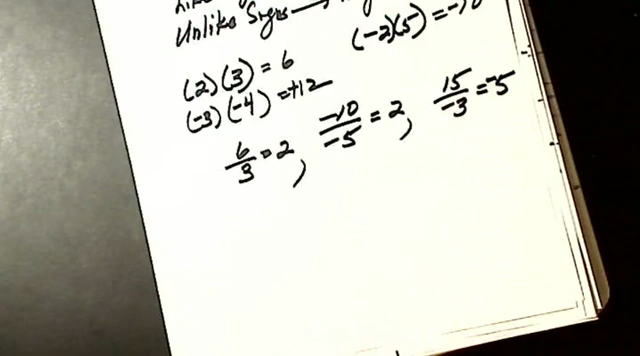 Unlike Signs →
(-2)(5) = -10
(2)(3) = 6
(-3)(-4) = +12
6/3 = 2, -10/-5 = 2, 15/-3 = -5